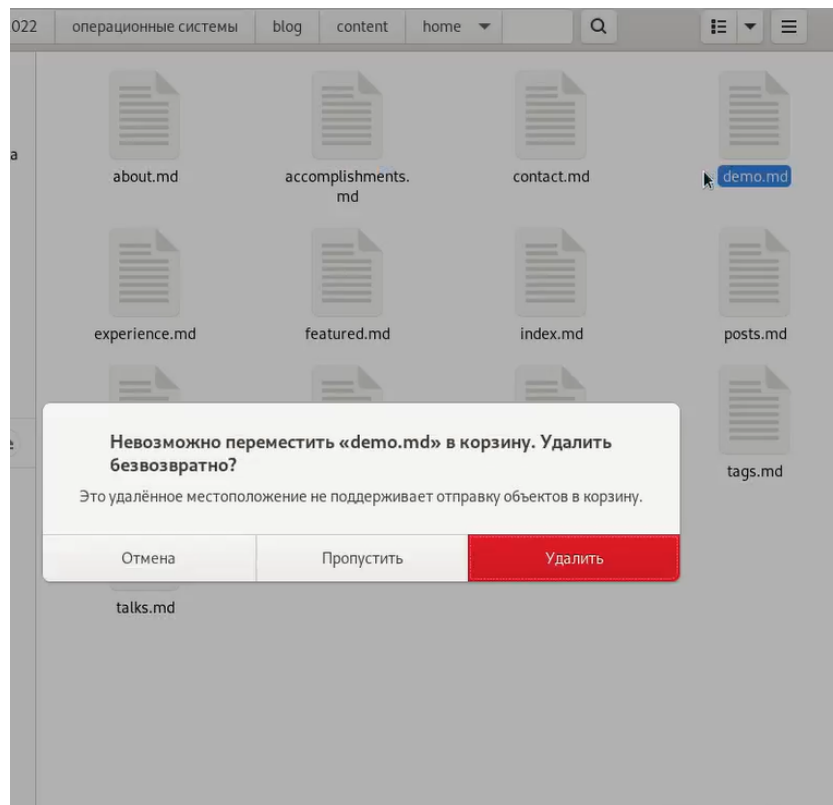 022 операционные системы blog content home
about.md accomplishments. contact.md demo.md
md
а
experience.md featured.md index.md posts.md
Невозможно переместить «demo.md» в корзину. Удалить
безвозвратно?
Это удалённое местоположение не поддерживает отправку объектов в корзину.
tags.md
Отмена Пропустить Удалить
talks.md